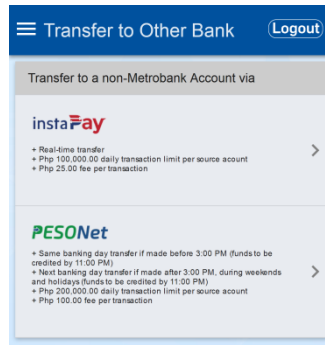 Transfer to Other Bank
Logout
Transfer to a non-Metrobank Account via
instaPay
+ Real-time transfer
+ Php 100,000.00 daily transaction limit per source acount
+ Php 25.00 fee per transaction
PESONet
+ Same banking day transfer if made before 3:00 PM (funds to be
credited by 11:00 PM)
+ Next banking day transfer if made after 3:00 PM, during weekends
and holidays (funds to be credited by 11:00 PM)
+ Php 200,000.00 daily transaction limit per source acount
+ Php 100.00 fee per transaction